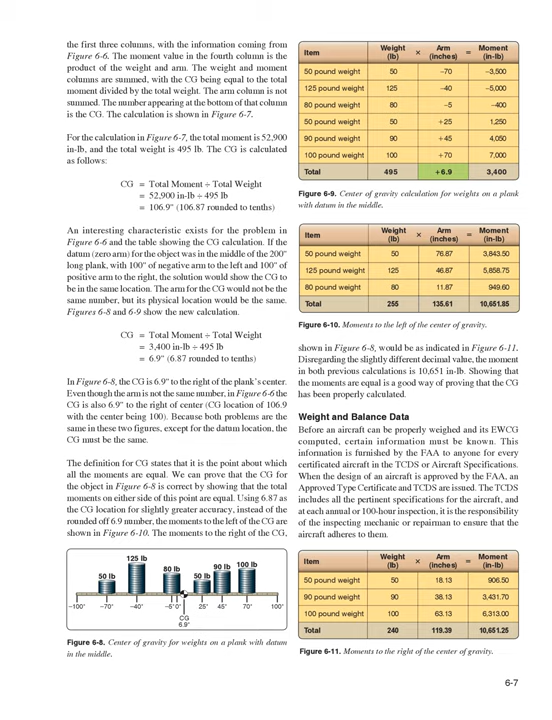 the first three columns, with the information coming from
Figure 6-6. The moment value in the fourth column is the
product of the weight and arm. The weight and moment
columns are summed, with the CG being equal to the total
moment divided by the total weight. The arm column is not
summed. The number appearing at the bottom of that column
is the CG. The calculation is shown in Figure 6-7.
For the calculation in Figure 6-7, the total moment is 52,900
in-lb, and the total weight is 495 lb. The CG is calculated
as follows:
CG = Total Moment ÷ Total Weight
= 52,900 in-lb ÷ 495 lb
= 106.9" (106.87 rounded to tenths)
An interesting characteristic exists for the problem in
Figure 6-6 and the table showing the CG calculation. If the
datum (zero arm) for the object was in the middle of the 200"
long plank, with 100" of negative arm to the left and 100" of
positive arm to the right, the solution would show the CG to
be in the same location. The arm for the CG would not be the
same number, but its physical location would be the same.
Figures 6-8 and 6-9 show the new calculation.
CG = Total Moment ÷ Total Weight
= 3,400 in-lb ÷ 495 lb
= 6.9" (6.87 rounded to tenths)
In Figure 6-8, the CG is 6.9" to the right of the plank's center.
Even though the arm is not the same number, in Figure 6-6 the
CG is also 6.9" to the right of center (CG location of 106.9
with the center being 100). Because both problems are the
same in these two figures, except for the datum location, the
CG must be the same.
The definition for CG states that it is the point about which
all the moments are equal. We can prove that the CG for
the object in Figure 6-8 is correct by showing that the total
moments on either side of this point are equal. Using 6.87 as
the CG location for slightly greater accuracy, instead of the
rounded off 6.9 number, the moments to the left of the CG are
shown in Figure 6-10. The moments to the right of the CG,
50 lb 125 lb 80 lb 50 lb 90 lb 100 lb
-100" -70" -40" -5" 0" 25" 45" 70" 100"
CG
6.9"
Figure 6-8. Center of gravity for weights on a plank with datum
in the middle.
Item Weight (lb) × Arm (inches) = Moment (in-lb)
50 pound weight 50 -70 -3,500
125 pound weight 125 -40 -5,000
80 pound weight 80 -5 -400
50 pound weight 50 +25 1,250
90 pound weight 90 +45 4,050
100 pound weight 100 +70 7,000
Total 495 +6.9 3,400
Figure 6-9. Center of gravity calculation for weights on a plank
with datum in the middle.
Item Weight (lb) × Arm (inches) = Moment (in-lb)
50 pound weight 50 76.87 3,843.50
125 pound weight 125 46.87 5,858.75
80 pound weight 80 11.87 949.60
Total 255 135.61 10,651.85
Figure 6-10. Moments to the left of the center of gravity.
shown in Figure 6-8, would be as indicated in Figure 6-11.
Disregarding the slightly different decimal value, the moment
in both previous calculations is 10,651 in-lb. Showing that
the moments are equal is a good way of proving that the CG
has been properly calculated.
Weight and Balance Data
Before an aircraft can be properly weighed and its EWCG
computed, certain information must be known. This
information is furnished by the FAA to anyone for every
certificated aircraft in the TCDS or Aircraft Specifications.
When the design of an aircraft is approved by the FAA, an
Approved Type Certificate and TCDS are issued. The TCDS
includes all the pertinent specifications for the aircraft, and
at each annual or 100-hour inspection, it is the responsibility
of the inspecting mechanic or repairman to ensure that the
aircraft adheres to them.
Item Weight (lb) × Arm (inches) = Moment (in-lb)
50 pound weight 50 18.13 906.50
90 pound weight 90 38.13 3,431.70
100 pound weight 100 63.13 6,313.00
Total 240 119.39 10,651.25
Figure 6-11. Moments to the right of the center of gravity.
6-7